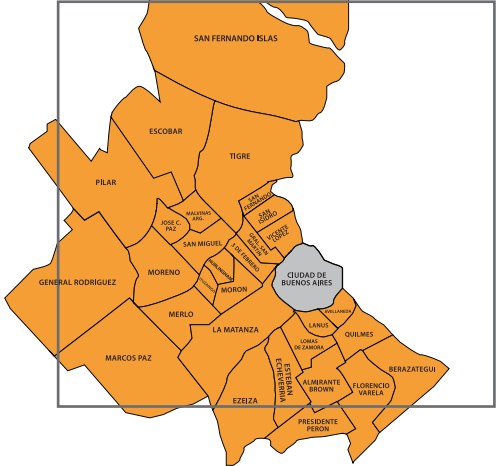 SAN FERNANDO ISLAS
ESCOBAR
TIGRE
PILAR
SAN
FERNANDO
SAN
ISIDRO
MALVINAS
ARG.
JOSE C.
PAZ
VICENTE
LOPEZ
GRAL. SAN
MARTIN
SAN MIGUEL
3 DE FEBRERO
HURLINGHAM
MORENO
CIUDAD DE
BUENOS AIRES
GENERAL RODRÍGUEZ
ITUZAINGO
MORON
MERLO
AVELLANEDA
LANUS
LA MATANZA
QUILMES
LOMAS
DE ZAMORA
MARCOS PAZ
ESTEBAN
ECHEVERRIA
BERAZATEGUI
ALMIRANTE
BROWN
FLORENCIO
VARELA
EZEJZA
PRESIDENTE
PERON